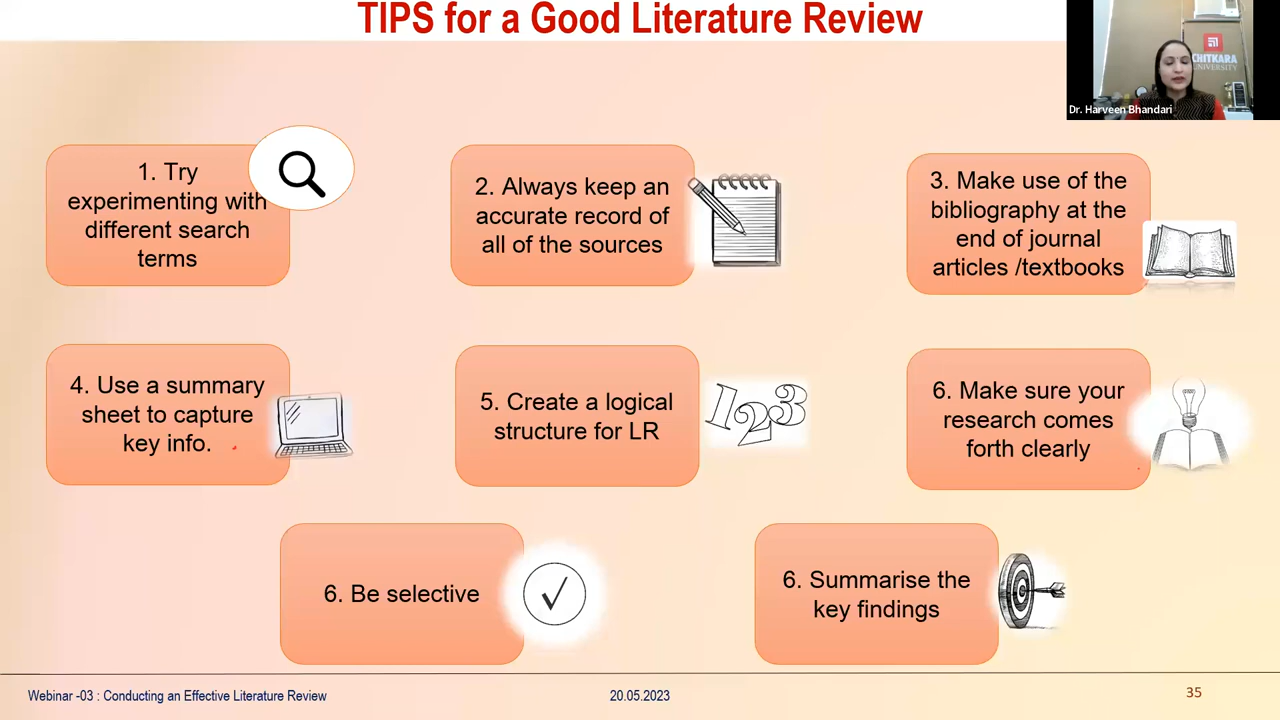 TIPS for a Good Literature Review
CHITKARA
UNIVERSITY
Dr. Harveen Bhandari
1. Try
experimenting with
different search
terms
2. Always keep an
accurate record of
all of the sources
3. Make use of the
bibliography at the
end of journal
articles /textbooks
4. Use a summary
sheet to capture
key info.
5. Create a logical
structure for LR
123
6. Make sure your
research comes
forth clearly
6. Be selective
6. Summarise the
key findings
Webinar -03 : Conducting an Effective Literature Review
20.05.2023
35